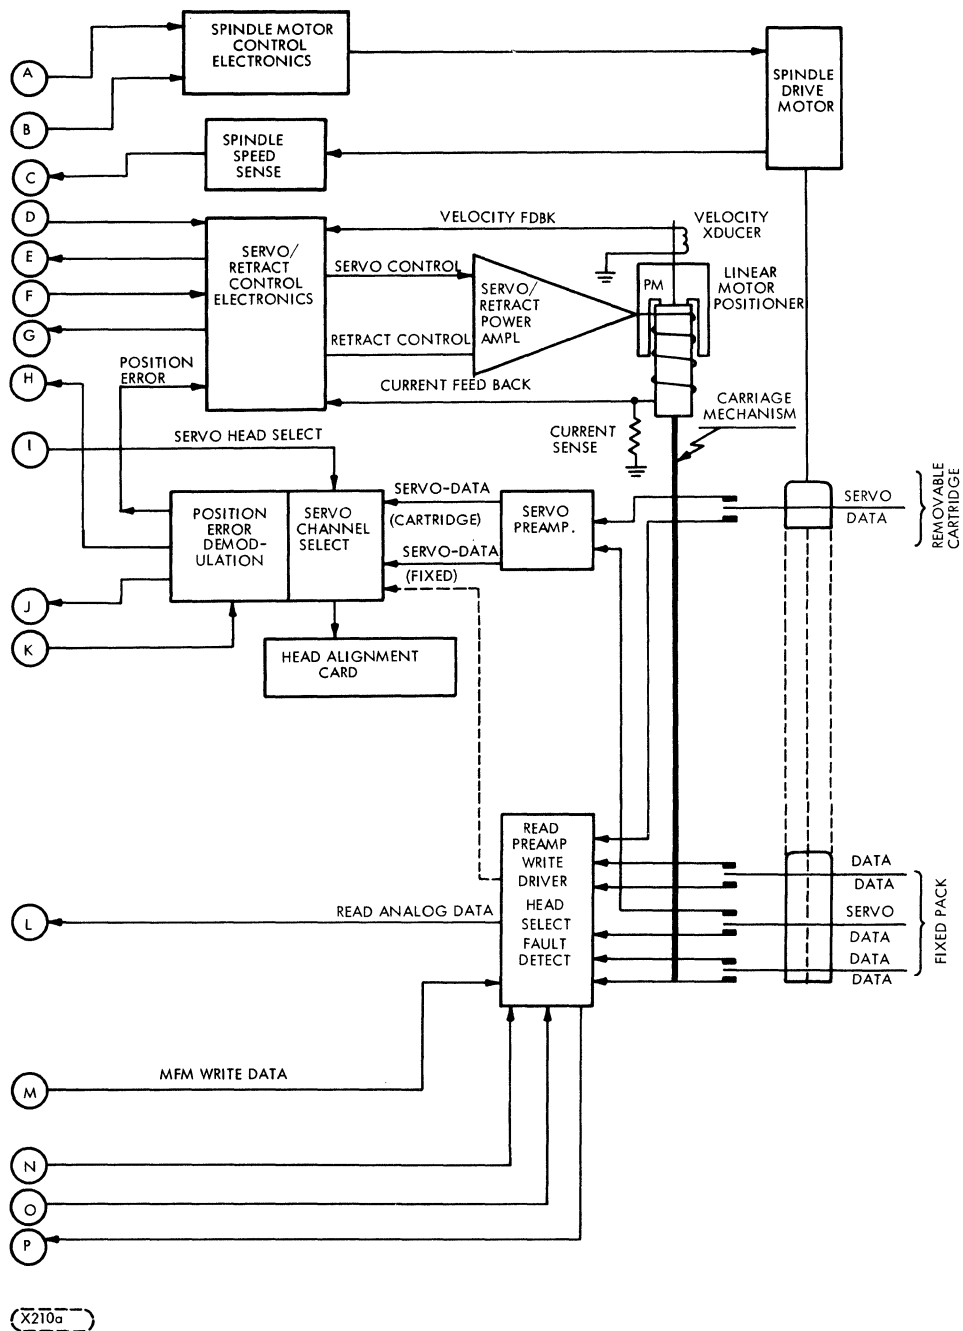 SPINDLE MOTOR
CONTROL
ELECTRONICS
SPINDLE
DRIVE
MOTOR
A
B
SPINDLE
SPEED
SENSE
C
D
E
F
G
H
SERVO/
RETRACT
CONTROL
ELECTRONICS
VELOCITY FDBK
VELOCITY
XDUCER
SERVO CONTROL
SERVO/
RETRACT
POWER
AMPL
PM
LINEAR
MOTOR
POSITIONER
RETRACT CONTROL
POSITION
ERROR
CURRENT FEED BACK
CARRIAGE
MECHANISM
CURRENT
SENSE
I
SERVO HEAD SELECT
POSITION
ERROR
DEMOD-
ULATION
SERVO
CHANNEL
SELECT
SERVO-DATA
(CARTRIDGE)
SERVO-DATA
(FIXED)
SERVO
PREAMP.
SERVO
DATA
REMOVABLE
CARTRIDGE
J
K
HEAD ALIGNMENT
CARD
READ
PREAMP
WRITE
DRIVER
HEAD
SELECT
FAULT
DETECT
DATA
DATA
SERVO
DATA
DATA
DATA
FIXED PACK
L
READ ANALOG DATA
M
MFM WRITE DATA
N
O
P
X210a